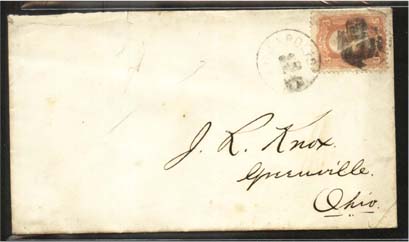 J. L. Knox.
Greenville.
Ohio.